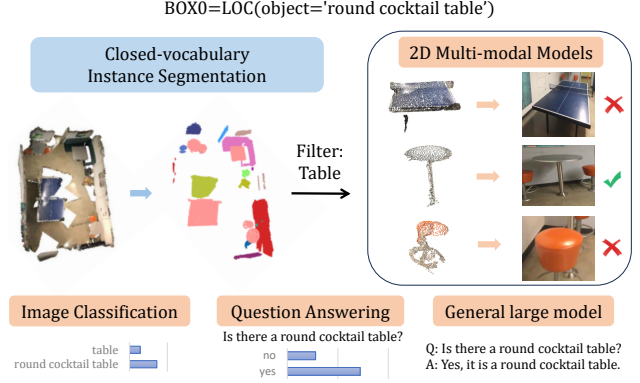 BOX0=LOC(object='round cocktail table')
Closed-vocabulary
Instance Segmentation
2D Multi-modal Models
Filter:
Table
Image Classification
table
round cocktail table
Question Answering
Is there a round cocktail table?
no
yes
General large model
Q: Is there a round cocktail table?
A: Yes, it is a round cocktail table.